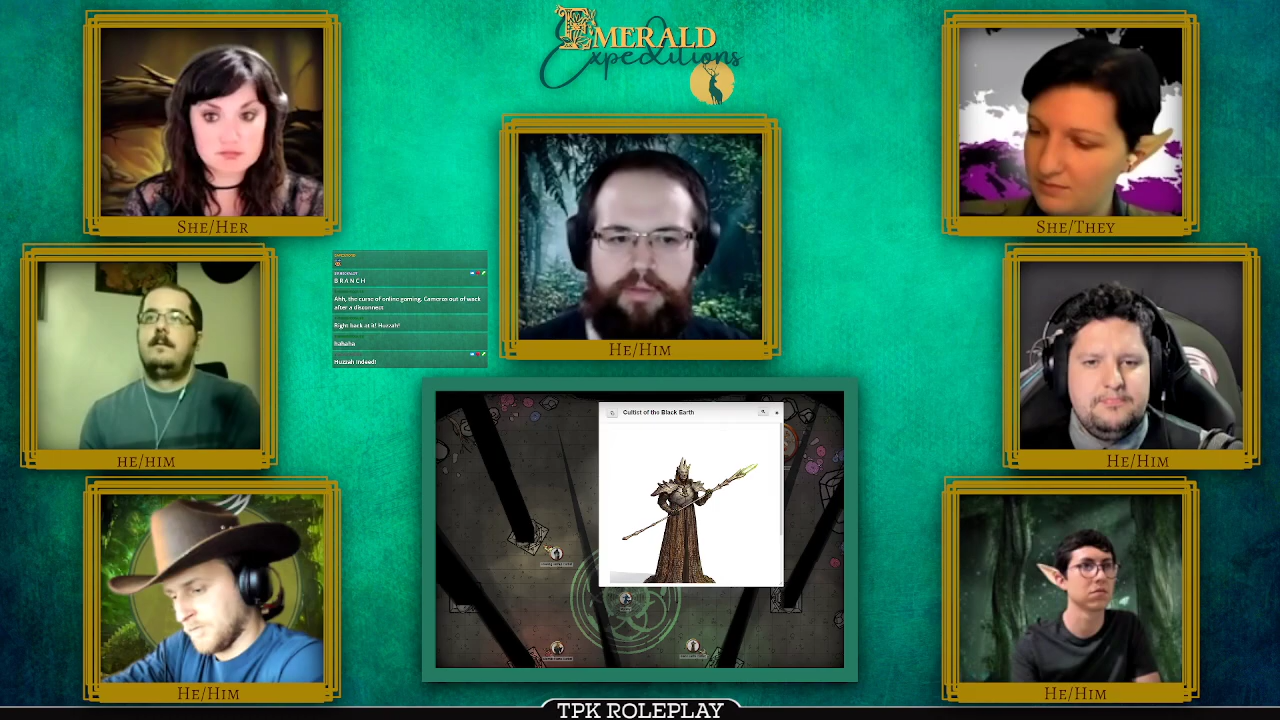 Emerald
Expeditions
She/Her
She/They
BRANCH
Ahh, the curse of online gaming. Cameras out of wack
after a disconnect
Right back at it! Huzzah!
hahaha
Huzzah indeed!
He/Him
he/him
He/Him
Cultist of the Black Earth
He/Him
He/Him
TPK ROLEPLAY